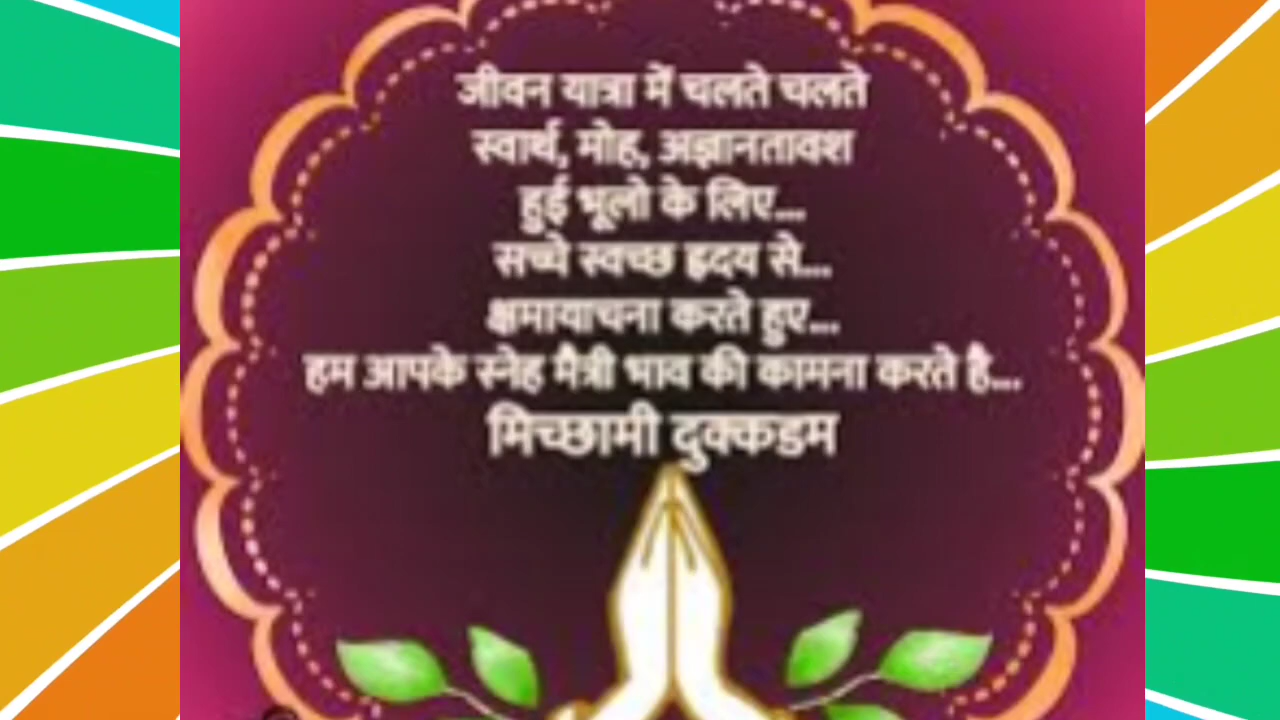 जीवन यात्रा में चलते चलते
स्वार्थ, मोह, अज्ञानतावश
हुई भूलो के लिए...
सच्चे स्वच्छ ह्रदय से...
क्षमायाचना करते हुए...
हम आपके स्नेह मैत्री भाव की कामना करते है...
मिच्छामी दुक्कडम